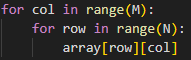 for col in range(M):
    for row in range(N):
        array[row][col]